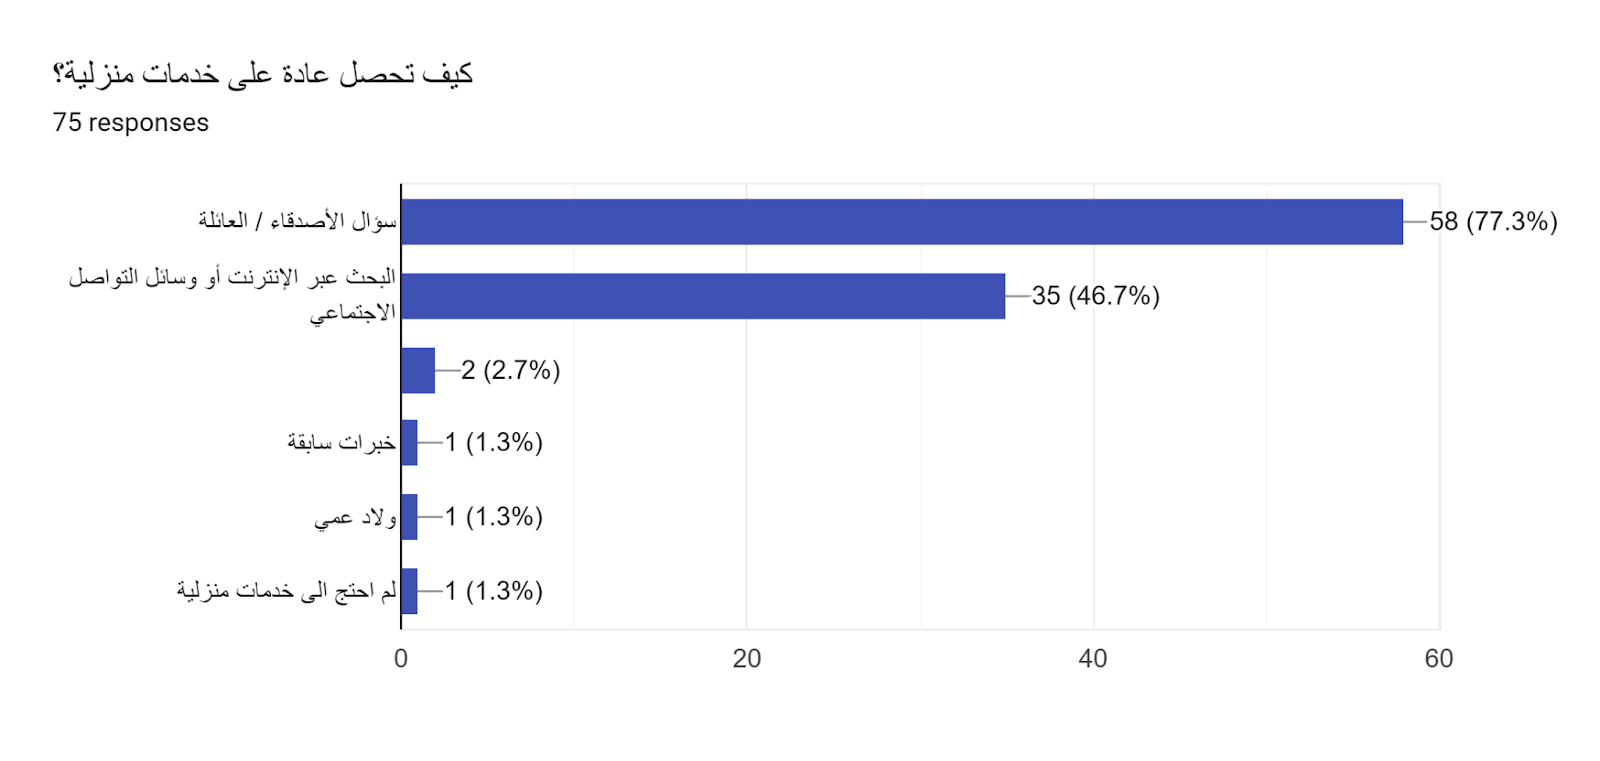 كيف تحصل عادة على خدمات منزلية؟
75 responses
سؤال الأصدقاء / العائلة
58 (77.3%)
البحث عبر الإنترنت أو وسائل التواصل
الاجتماعي
35 (46.7%)
2 (2.7%)
خبرات سابقة
1 (1.3%)
ولاد عمي
1 (1.3%)
لم احتج الى خدمات منزلية
1 (1.3%)
0 20 40 60